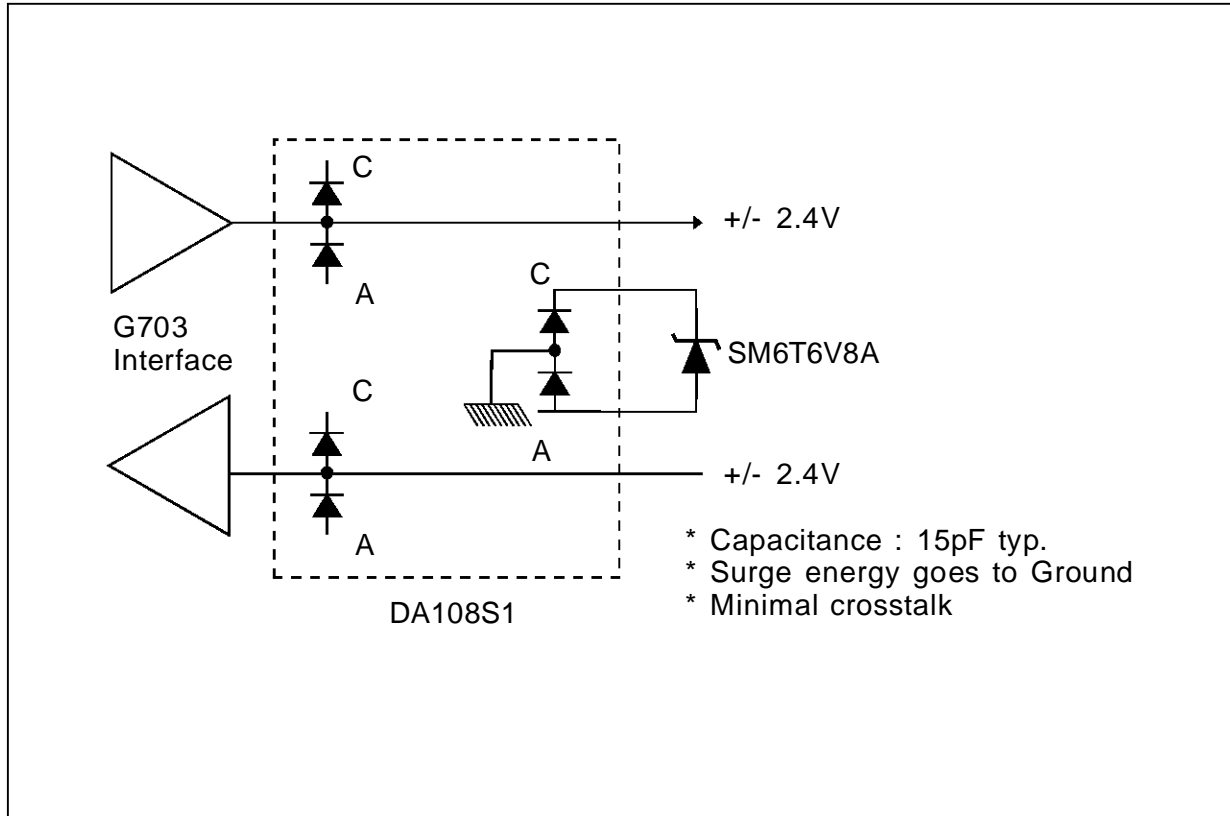 C
+/- 2.4V
A
C
G703
Interface
SM6T6V8A
C
A
+/- 2.4V
A
* Capacitance : 15pF typ.
* Surge energy goes to Ground
* Minimal crosstalk
DA108S1